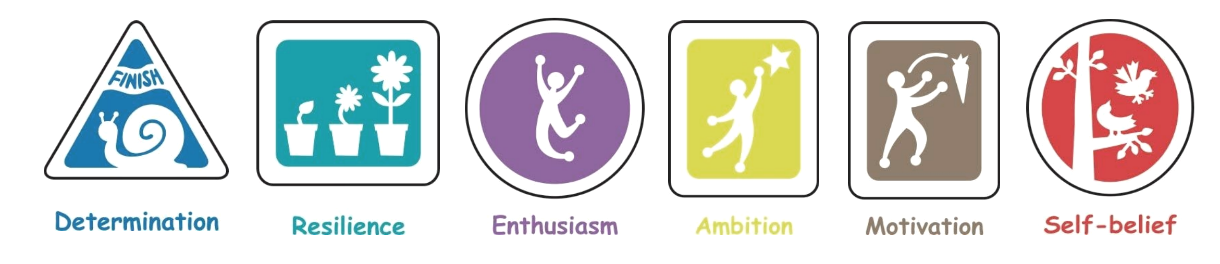 FINISH
Determination
Resilience
Enthusiasm
Ambition
Motivation
Self-belief